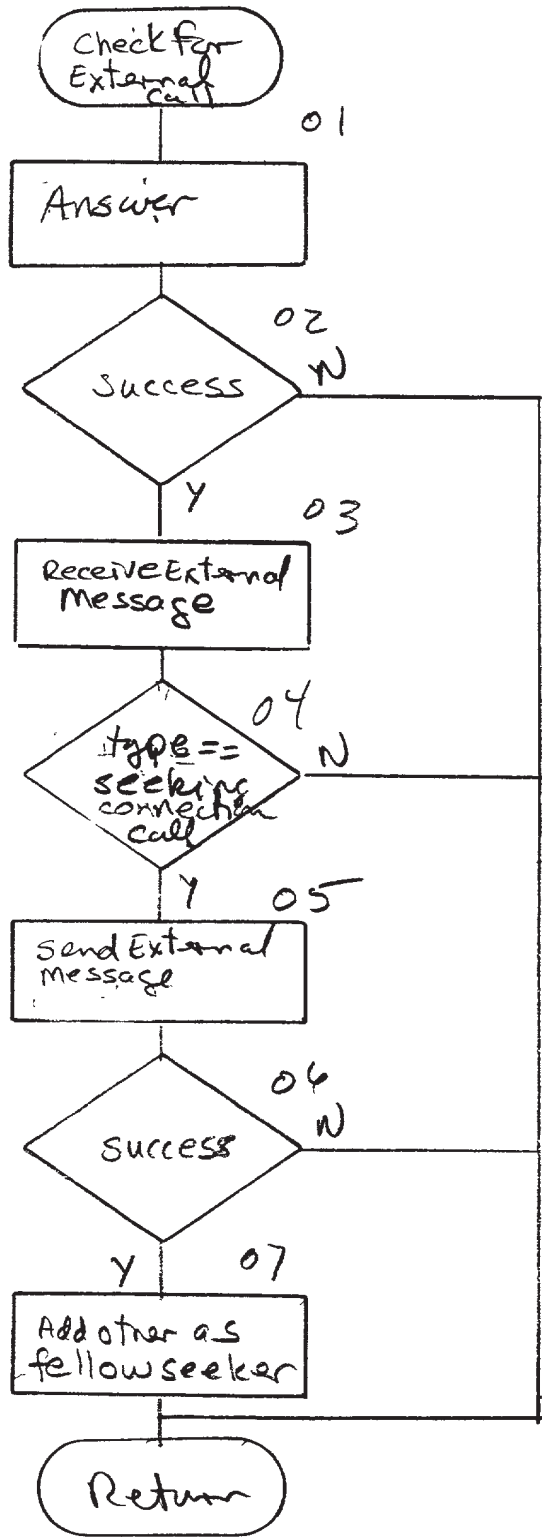 Check for
External
Call
01
Answer
02
success
N
Y
03
Receive External
Message
04
type ==
seeking
connection
call
N
Y
05
Send External
Message
06
success
N
Y
07
Add other as
fellow seeker
Return